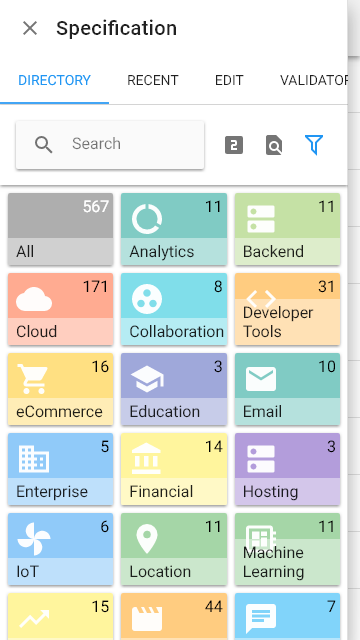 Specification
DIRECTORY RECENT EDIT VALIDATOR
Search 2
567 11 11
All Analytics Backend
171 8 31
Cloud Collaboration Developer
Tools
16 3 10
eCommerce Education Email
5 14 3
Enterprise Financial Hosting
6 11 11
IoT Location Machine
Learning
15 44 7